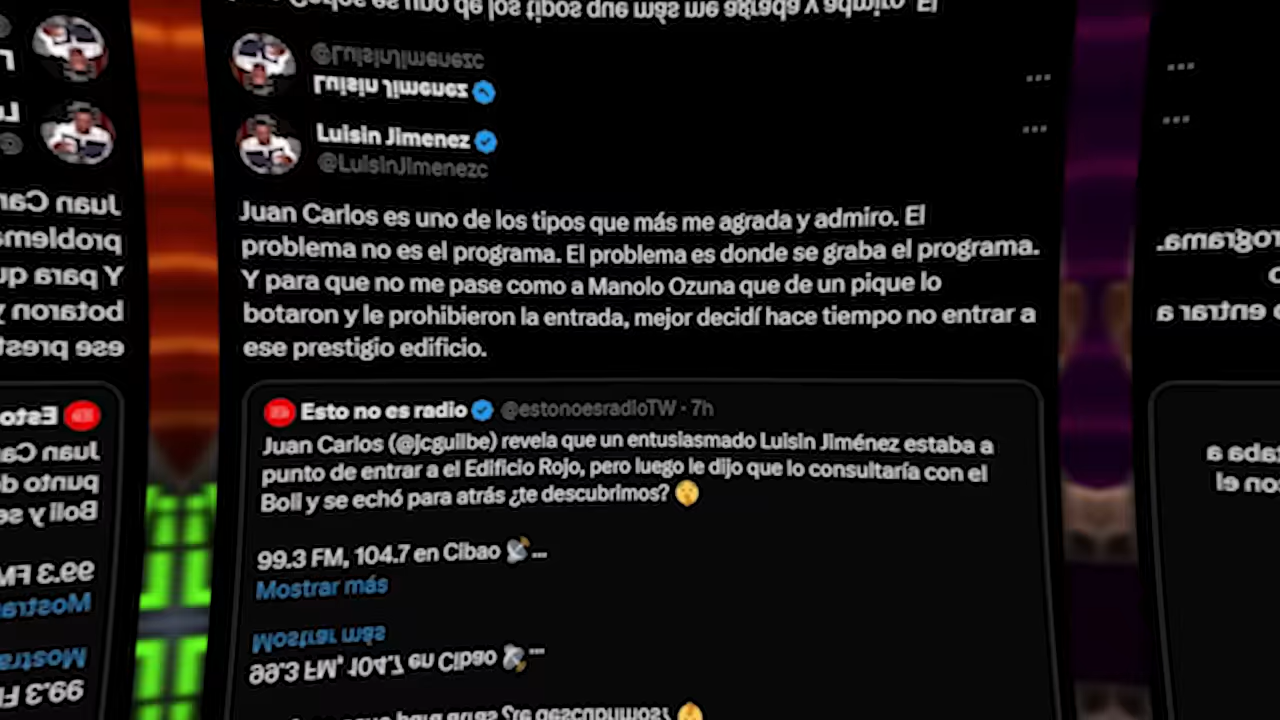 Luisin Jimenez
@LuisinJimenezc
Juan Carlos es uno de los tipos que más me agrada y admiro. El
problema no es el programa. El problema es donde se graba el programa.
Y para que no me pase como a Manolo Ozuna que de un pique lo
botaron y le prohibieron la entrada, mejor decidí hace tiempo no entrar a
ese prestigio edificio.
Esto no es radio @estonoesradioTW · 7h
Juan Carlos (@jcguilbe) revela que un entusiasmado Luisin Jiménez estaba a
punto de entrar a el Edificio Rojo, pero luego le dijo que lo consultaría con el
Boli y se echó para atrás ¿te descubrimos? 🤫
99.3 FM, 104.7 en Cibao 📡...
Mostrar más